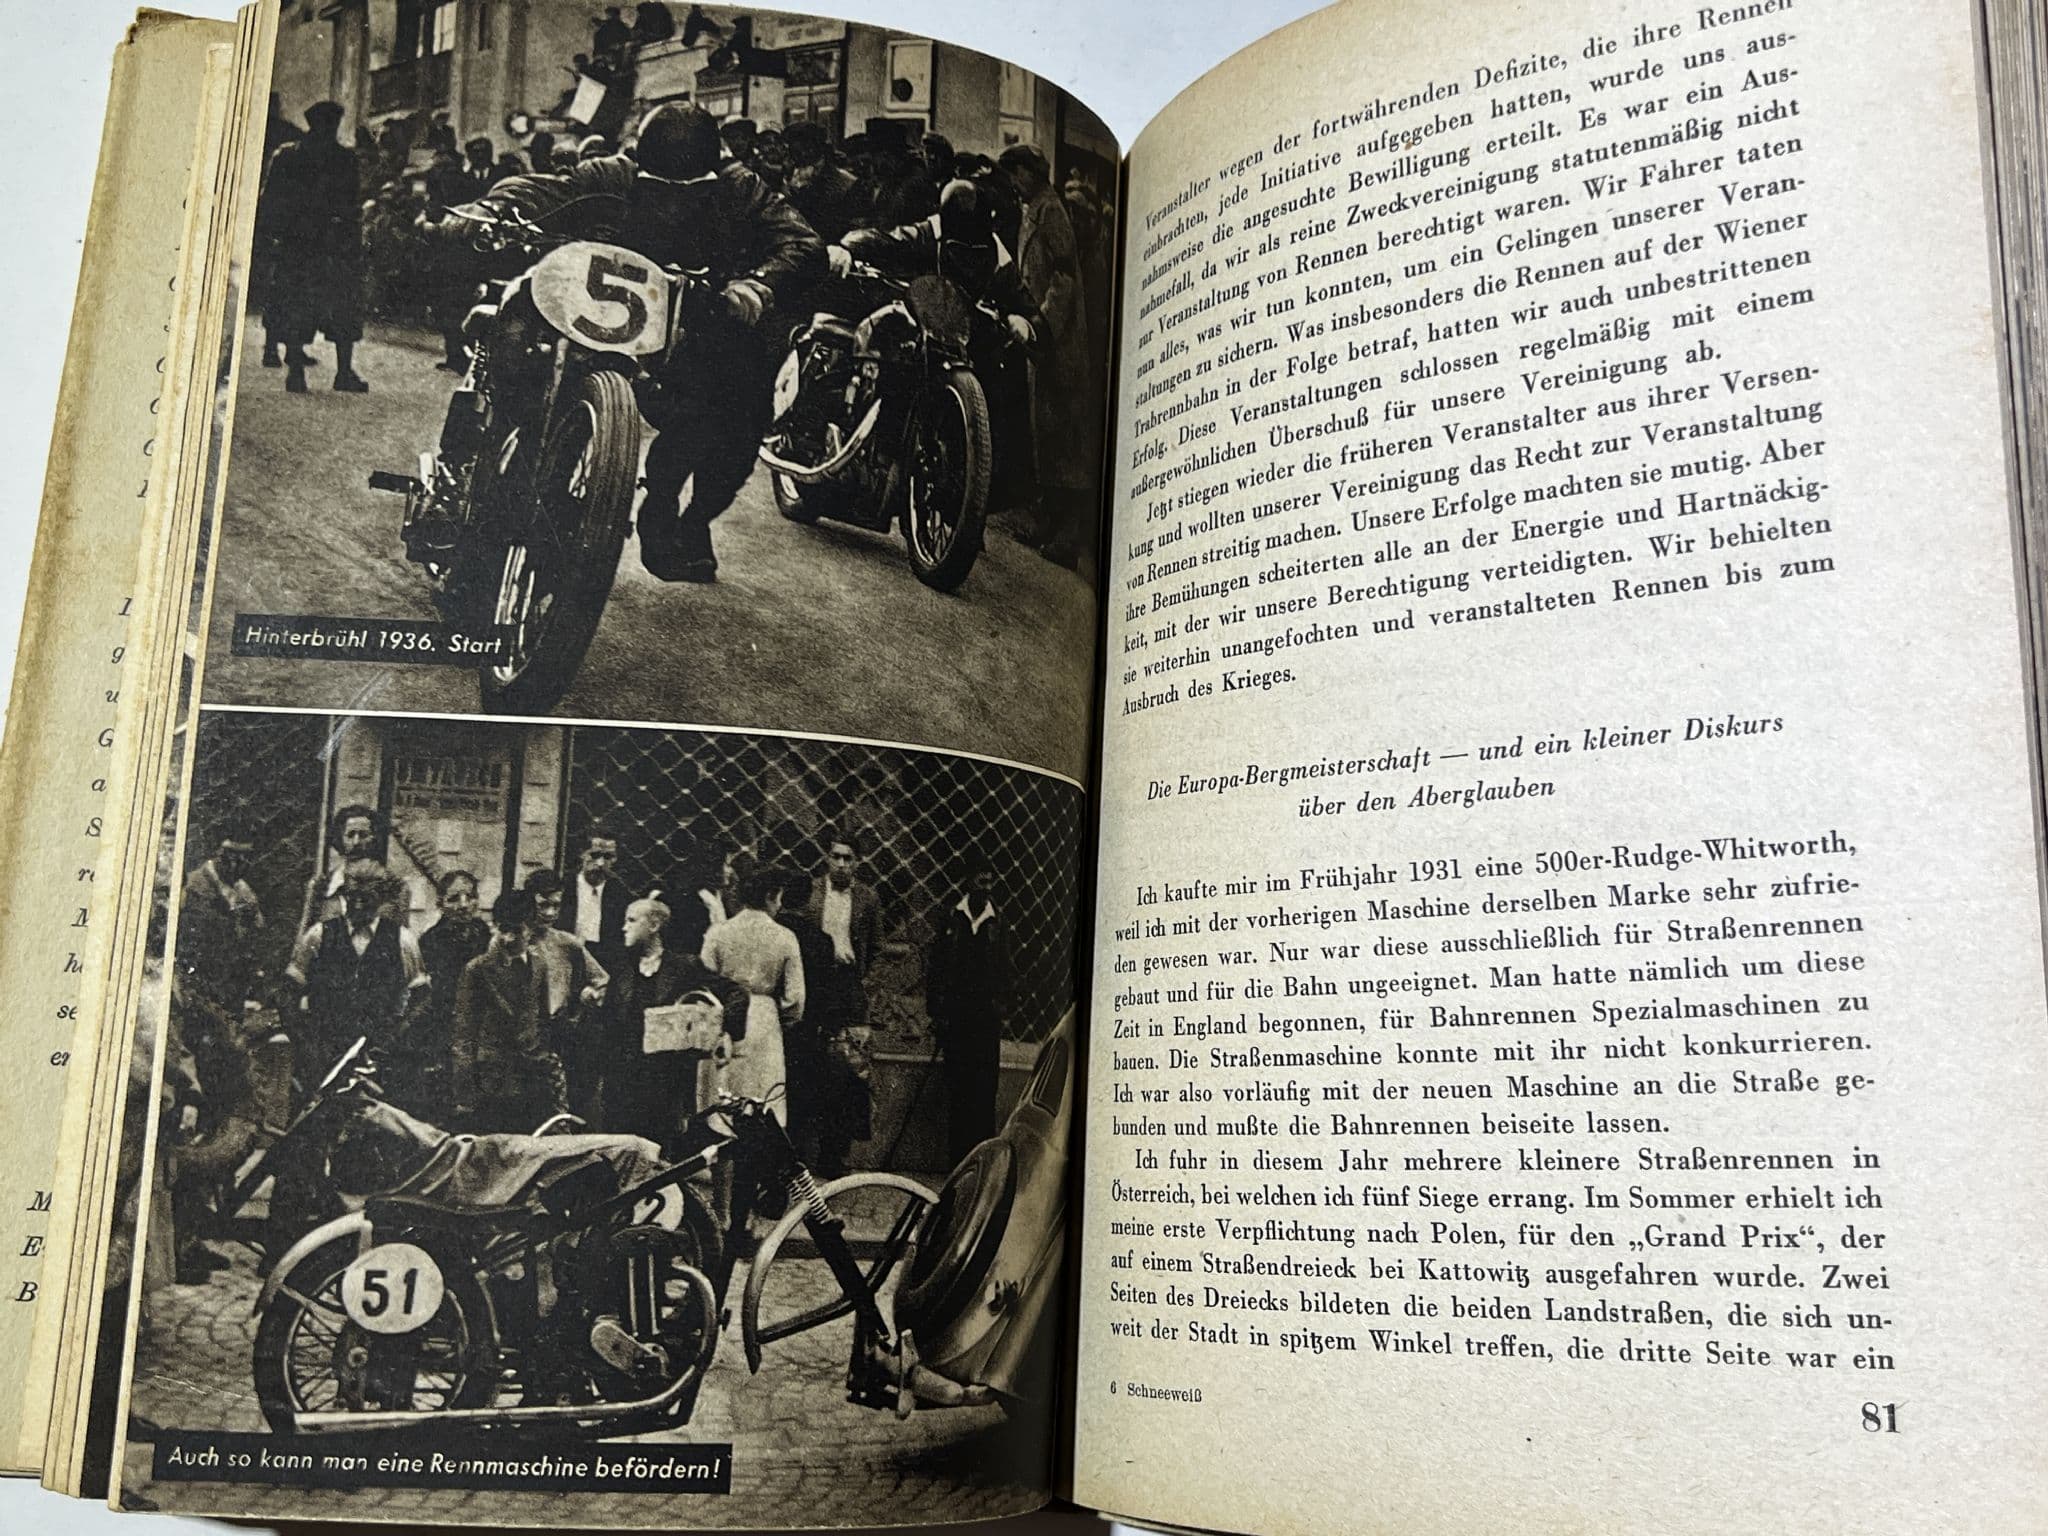 Hinterbrühl 1936. Start
Auch so kann man eine Rennmaschine befördern!
5
51
2
I
g
u
G
a
S
re
M
h
se
er
M
E
B
Veranstalter wegen der fortwährenden Defizite, die ihre Rennen
einbrachten, jede Initiative aufgegeben hatten, wurde uns aus-
nahmsweise die angesuchte Bewilligung erteilt. Es war ein Aus-
nahmefall, da wir als reine Zweckvereinigung statutenmäßig nicht
zur Veranstaltung von Rennen berechtigt waren. Wir Fahrer taten
nun alles, was wir tun konnten, um ein Gelingen unserer Veran-
staltungen zu sichern. Was insbesonders die Rennen auf der Wiener
Trabrennbahn in der Folge betraf, hatten wir auch unbestrittenen
Erfolg. Diese Veranstaltungen schlossen regelmäßig mit einem
außergewöhnlichen Überschuß für unsere Vereinigung ab.
Jetzt stiegen wieder die früheren Veranstalter aus ihrer Versen-
kung und wollten unserer Vereinigung das Recht zur Veranstaltung
von Rennen streitig machen. Unsere Erfolge machten sie mutig. Aber
ihre Bemühungen scheiterten alle an der Energie und Hartnäckig-
keit, mit der wir unsere Berechtigung verteidigten. Wir behielten
sie weiterhin unangefochten und veranstalteten Rennen bis zum
Ausbruch des Krieges.
Die Europa-Bergmeisterschaft — und ein kleiner Diskurs
über den Aberglauben
Ich kaufte mir im Frühjahr 1931 eine 500er-Rudge-Whitworth,
weil ich mit der vorherigen Maschine derselben Marke sehr zufrie-
den gewesen war. Nur war diese ausschließlich für Straßenrennen
gebaut und für die Bahn ungeeignet. Man hatte nämlich um diese
Zeit in England begonnen, für Bahnrennen Spezialmaschinen zu
bauen. Die Straßenmaschine konnte mit ihr nicht konkurrieren.
Ich war also vorläufig mit der neuen Maschine an die Straße ge-
bunden und mußte die Bahnrennen beiseite lassen.
Ich fuhr in diesem Jahr mehrere kleinere Straßenrennen in
Österreich, bei welchen ich fünf Siege errang. Im Sommer erhielt ich
meine erste Verpflichtung nach Polen, für den „Grand Prix“, der
auf einem Straßendreieck bei Kattowitz ausgefahren wurde. Zwei
Seiten des Dreiecks bildeten die beiden Landstraßen, die sich un-
weit der Stadt in spitzem Winkel treffen, die dritte Seite war ein
6 Schneeweiß
81